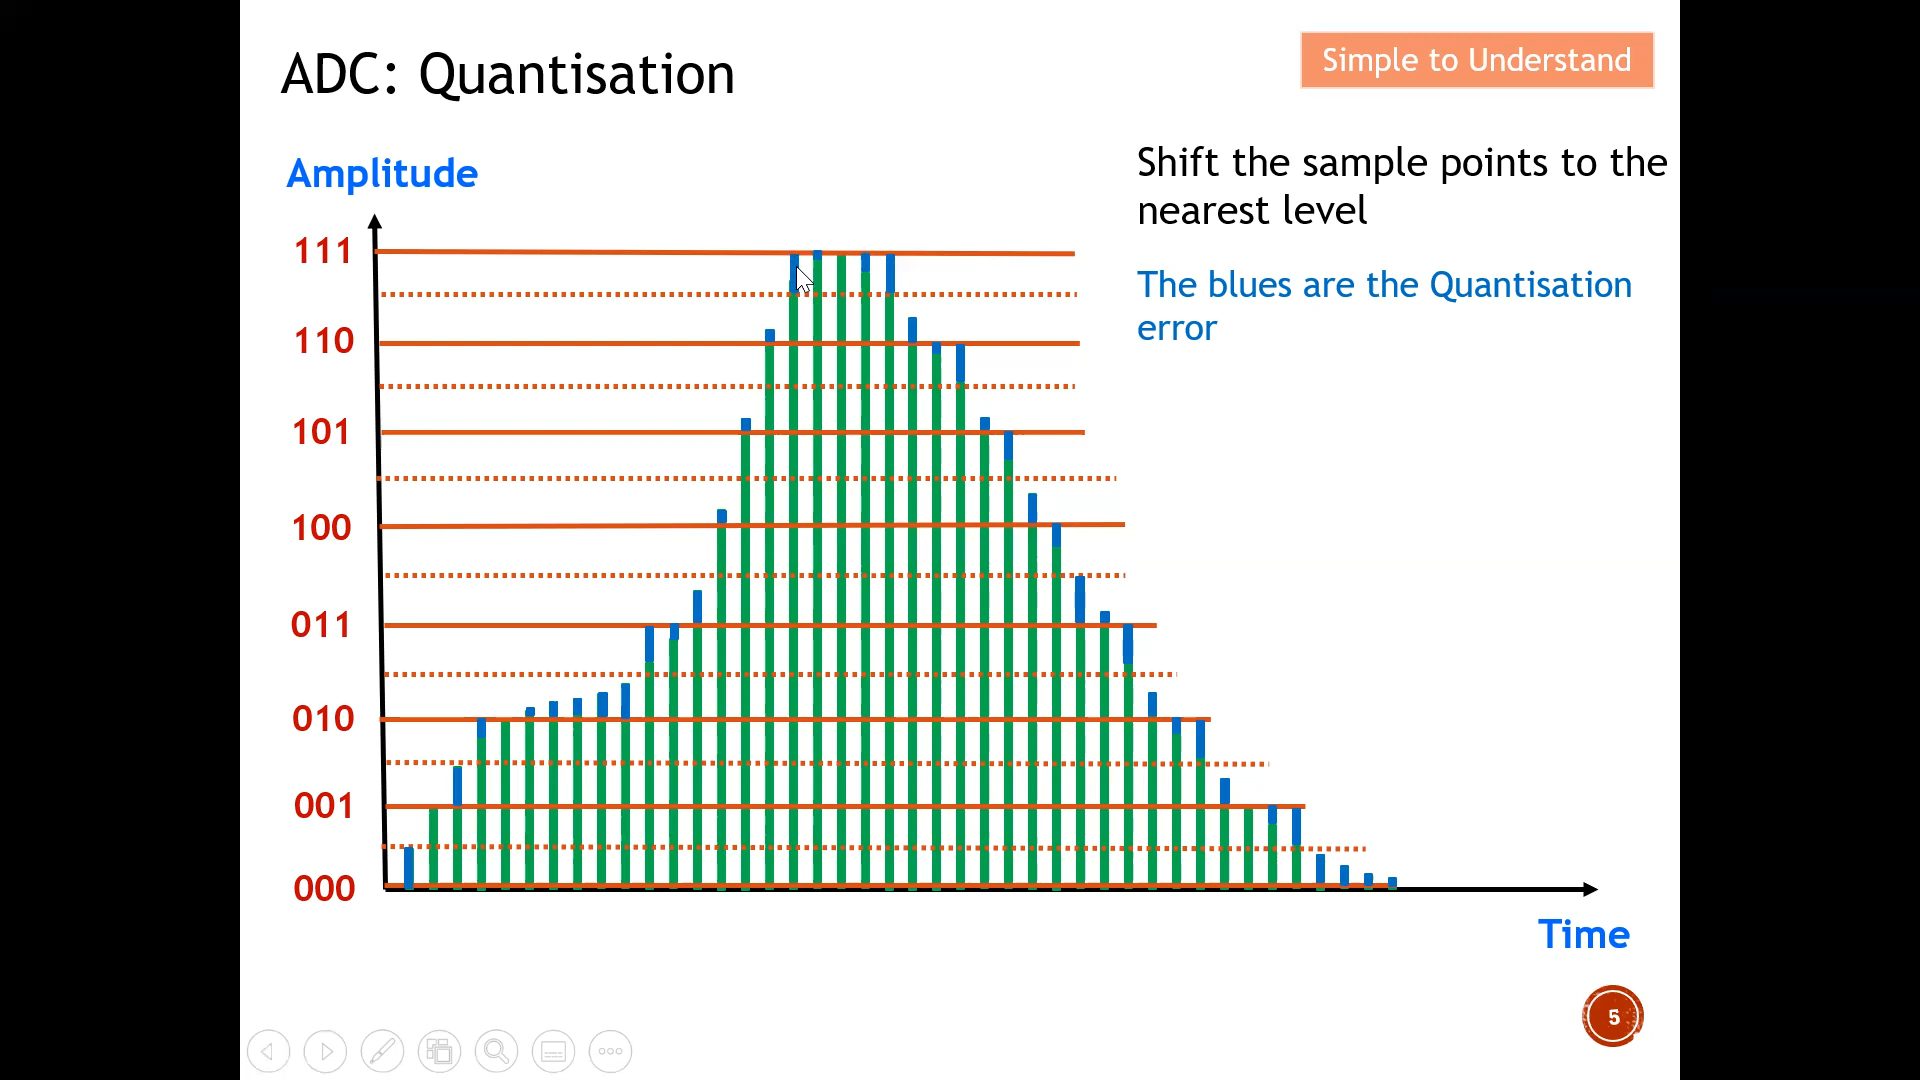 ADC: Quantisation
Simple to Understand
Amplitude
Shift the sample points to the
nearest level
The blues are the Quantisation
error
111
110
101
100
011
010
001
000
Time
5